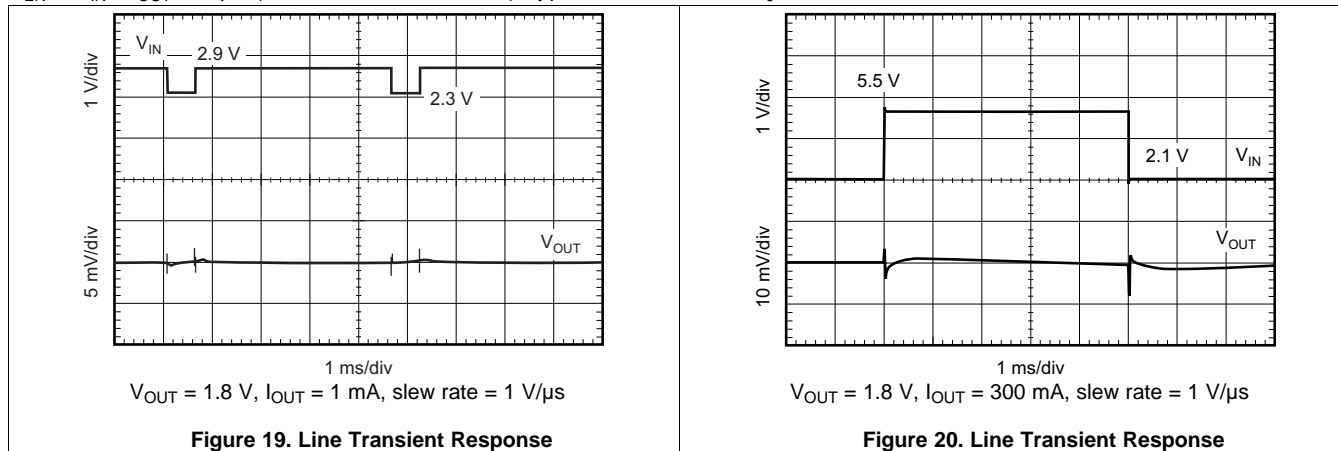 V_IN
2.9 V
2.3 V
1 V/div
V_OUT
5 mV/div
1 ms/div
V_OUT = 1.8 V, I_OUT = 1 mA, slew rate = 1 V/µs
Figure 19. Line Transient Response
5.5 V
1 V/div
2.1 V
V_IN
V_OUT
10 mV/div
1 ms/div
V_OUT = 1.8 V, I_OUT = 300 mA, slew rate = 1 V/µs
Figure 20. Line Transient Response